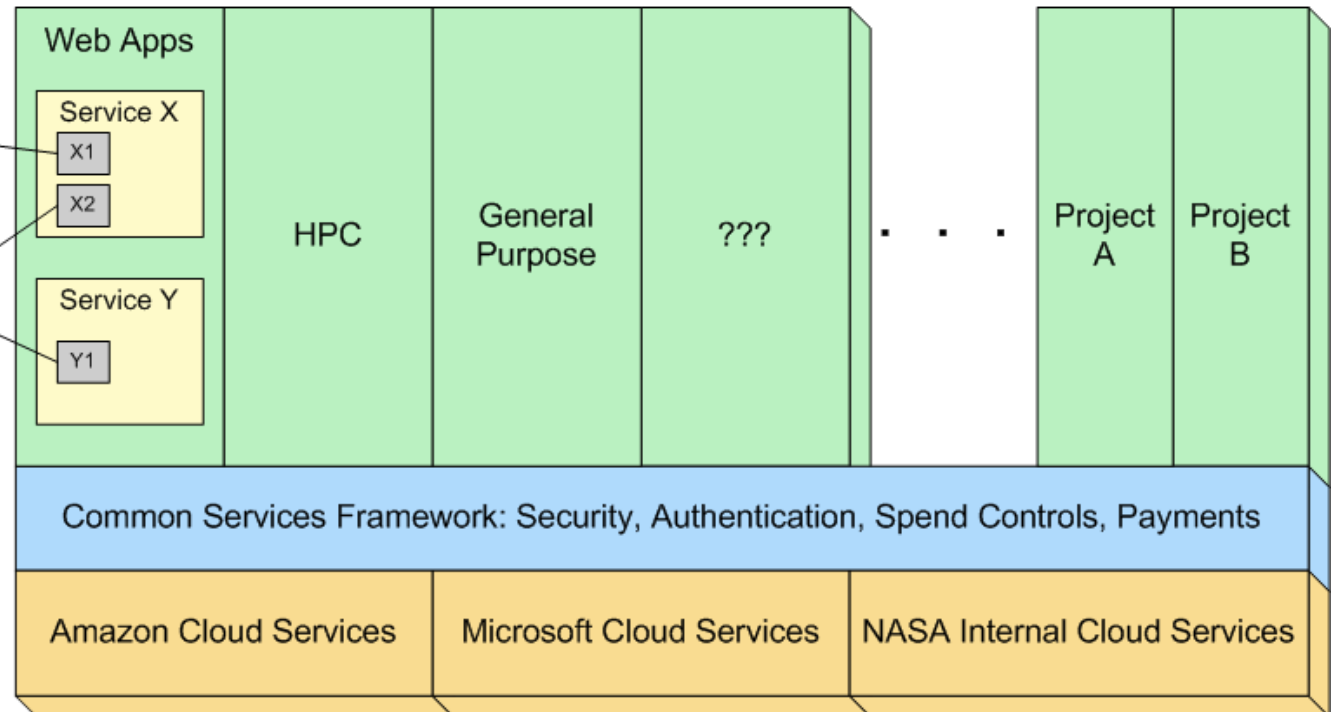 Web Apps
Service X
X1
X2
Service Y
Y1
HPC
General
Purpose
???
. . .
Project
A
Project
B
Common Services Framework: Security, Authentication, Spend Controls, Payments
Amazon Cloud Services
Microsoft Cloud Services
NASA Internal Cloud Services